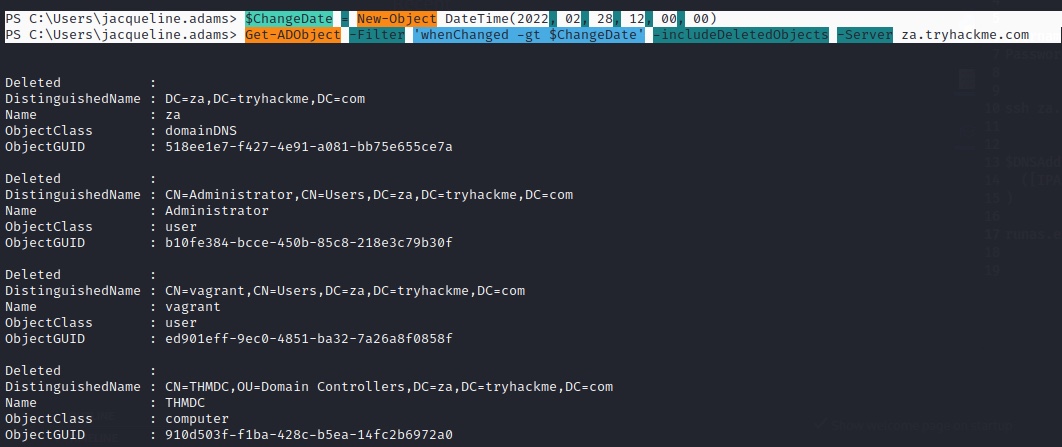 PS C:\Users\jacqueline.adams> $ChangeDate = New-Object DateTime(2022, 02, 28, 12, 00, 00)
PS C:\Users\jacqueline.adams> Get-ADObject -Filter 'whenChanged -gt $ChangeDate' -includeDeletedObjects -Server za.tryhackme.com
Deleted :
DistinguishedName : DC=za,DC=tryhackme,DC=com
Name : za
ObjectClass : domainDNS
ObjectGUID : 518ee1e7-f427-4e91-a081-bb75e655ce7a
Deleted :
DistinguishedName : CN=Administrator,CN=Users,DC=za,DC=tryhackme,DC=com
Name : Administrator
ObjectClass : user
ObjectGUID : b10fe384-bcce-450b-85c8-218e3c79b30f
Deleted :
DistinguishedName : CN=vagrant,CN=Users,DC=za,DC=tryhackme,DC=com
Name : vagrant
ObjectClass : user
ObjectGUID : ed901eff-9ec0-4851-ba32-7a26a8f0858f
Deleted :
DistinguishedName : CN=THMDC,OU=Domain Controllers,DC=za,DC=tryhackme,DC=com
Name : THMDC
ObjectClass : computer
ObjectGUID : 910d503f-f1ba-428c-b5ea-14fc2b6972a0